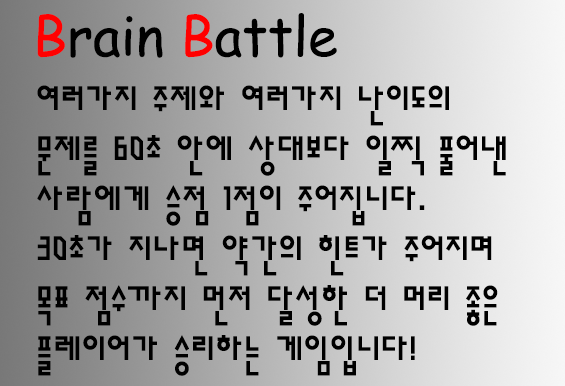 Brain Battle
여러가지 주제와 여러가지 난이도의
문제를 60초 안에 상대보다 일찍 풀어낸
사람에게 승점 1점이 주어집니다.
30초가 지나면 약간의 힌트가 주어지며
목표 점수까지 먼저 달성한 더 머리 좋은
플레이어가 승리하는 게임입니다!